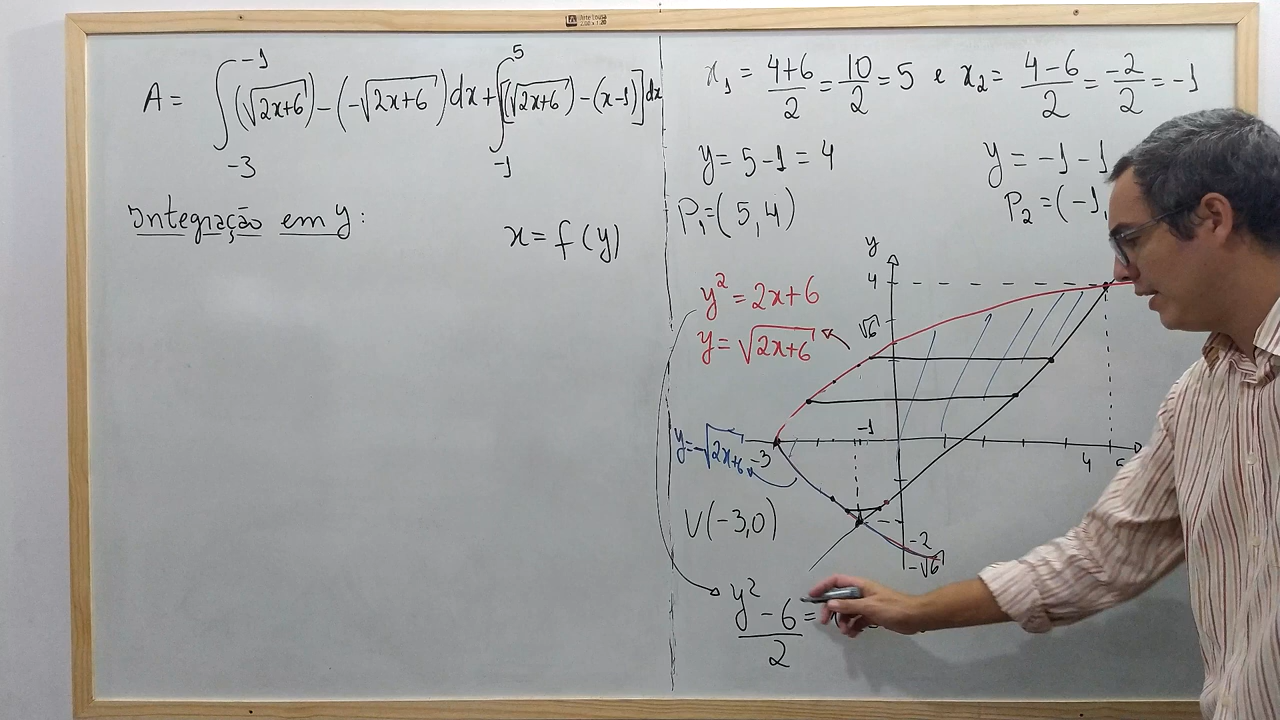 Arte Lousa
A = ∫_{-3}^{-1} (√(2x+6)) - (-√(2x+6)) dx + ∫_{-1}^{5} [(√(2x+6)) - (x-1)] dx
Integração em y:
x = f(y)
x₁ = (4+6)/2 = 10/2 = 5 e x₂ = (4-6)/2 = -2/2 = -1
y = 5-1 = 4
y = -1-1
P₁ = (5,4)
P₂ = (-1,
y² = 2x+6
y = √(2x+6)
y
4
√6
y = -√(2x+6)
-3
-1
4
-2
-√6
V(-3,0)
(y²-6)/2 =